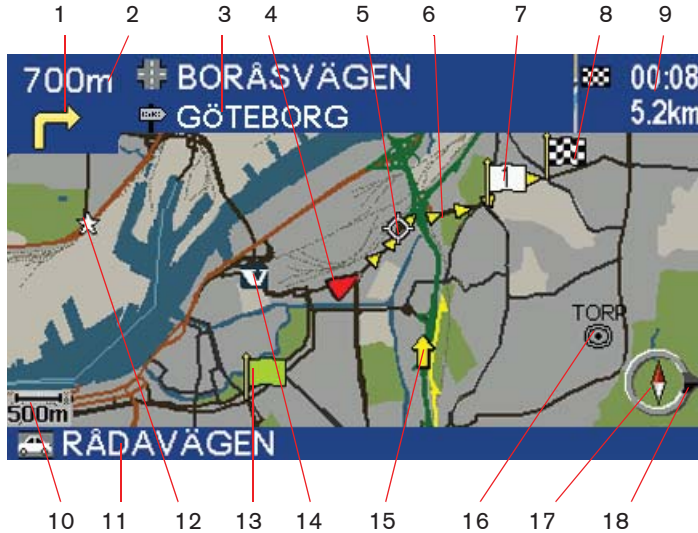 1 2 3 4 5 6 7 8 9
700m BORÅSVÄGEN 00:08
GÖTEBORG 5.2km
1
TORP
500m
RÅDAVÄGEN
10 11 12 13 14 15 16 17 18